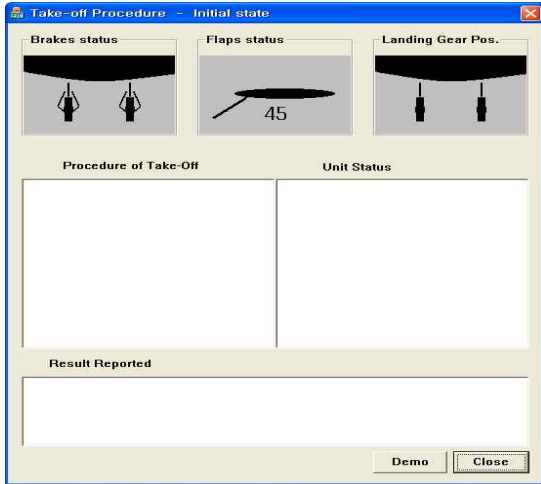 Take-off Procedure - Initial state
Brakes status
Flaps status
Landing Gear Pos.
45
Procedure of Take-Off
Unit Status
Result Reported
Demo
Close